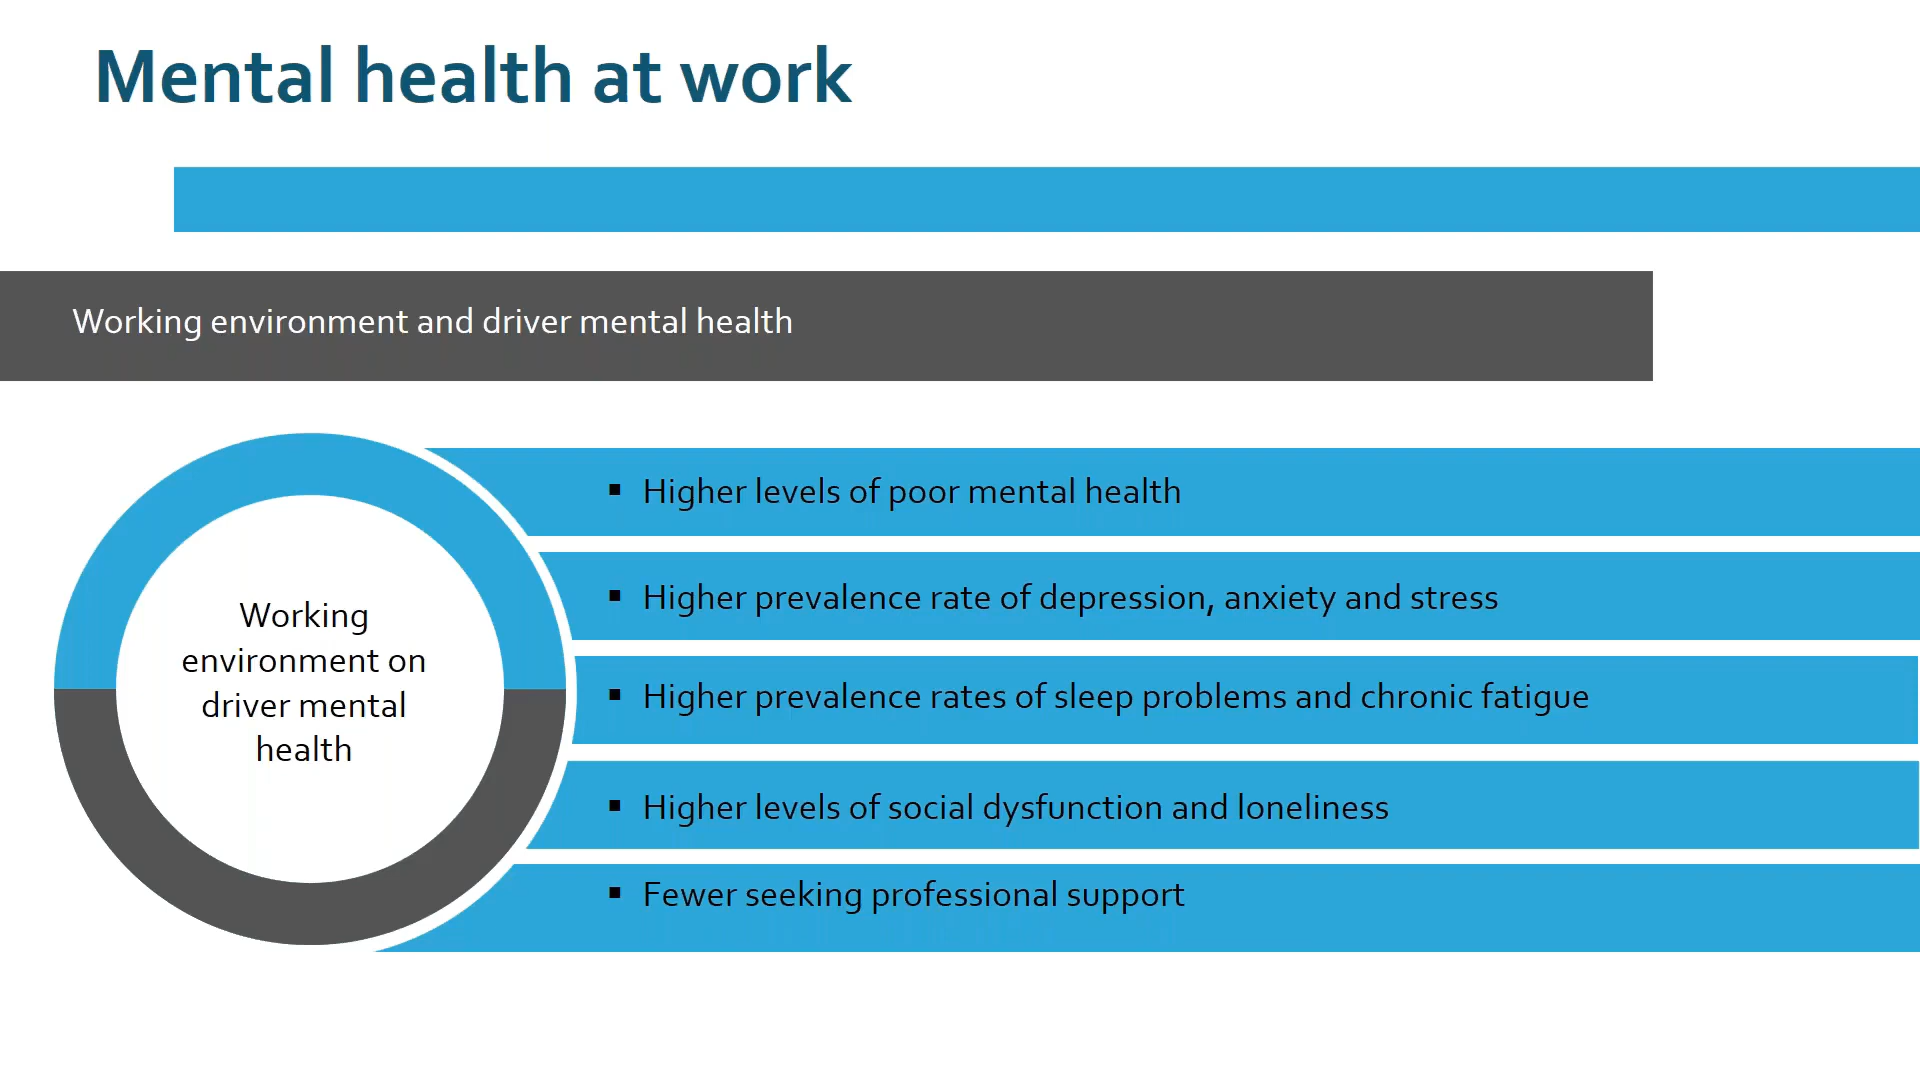 Mental health at work
Working environment and driver mental health
Working
environment on
driver mental
health
▪ Higher levels of poor mental health
▪ Higher prevalence rate of depression, anxiety and stress
▪ Higher prevalence rates of sleep problems and chronic fatigue
▪ Higher levels of social dysfunction and loneliness
▪ Fewer seeking professional support